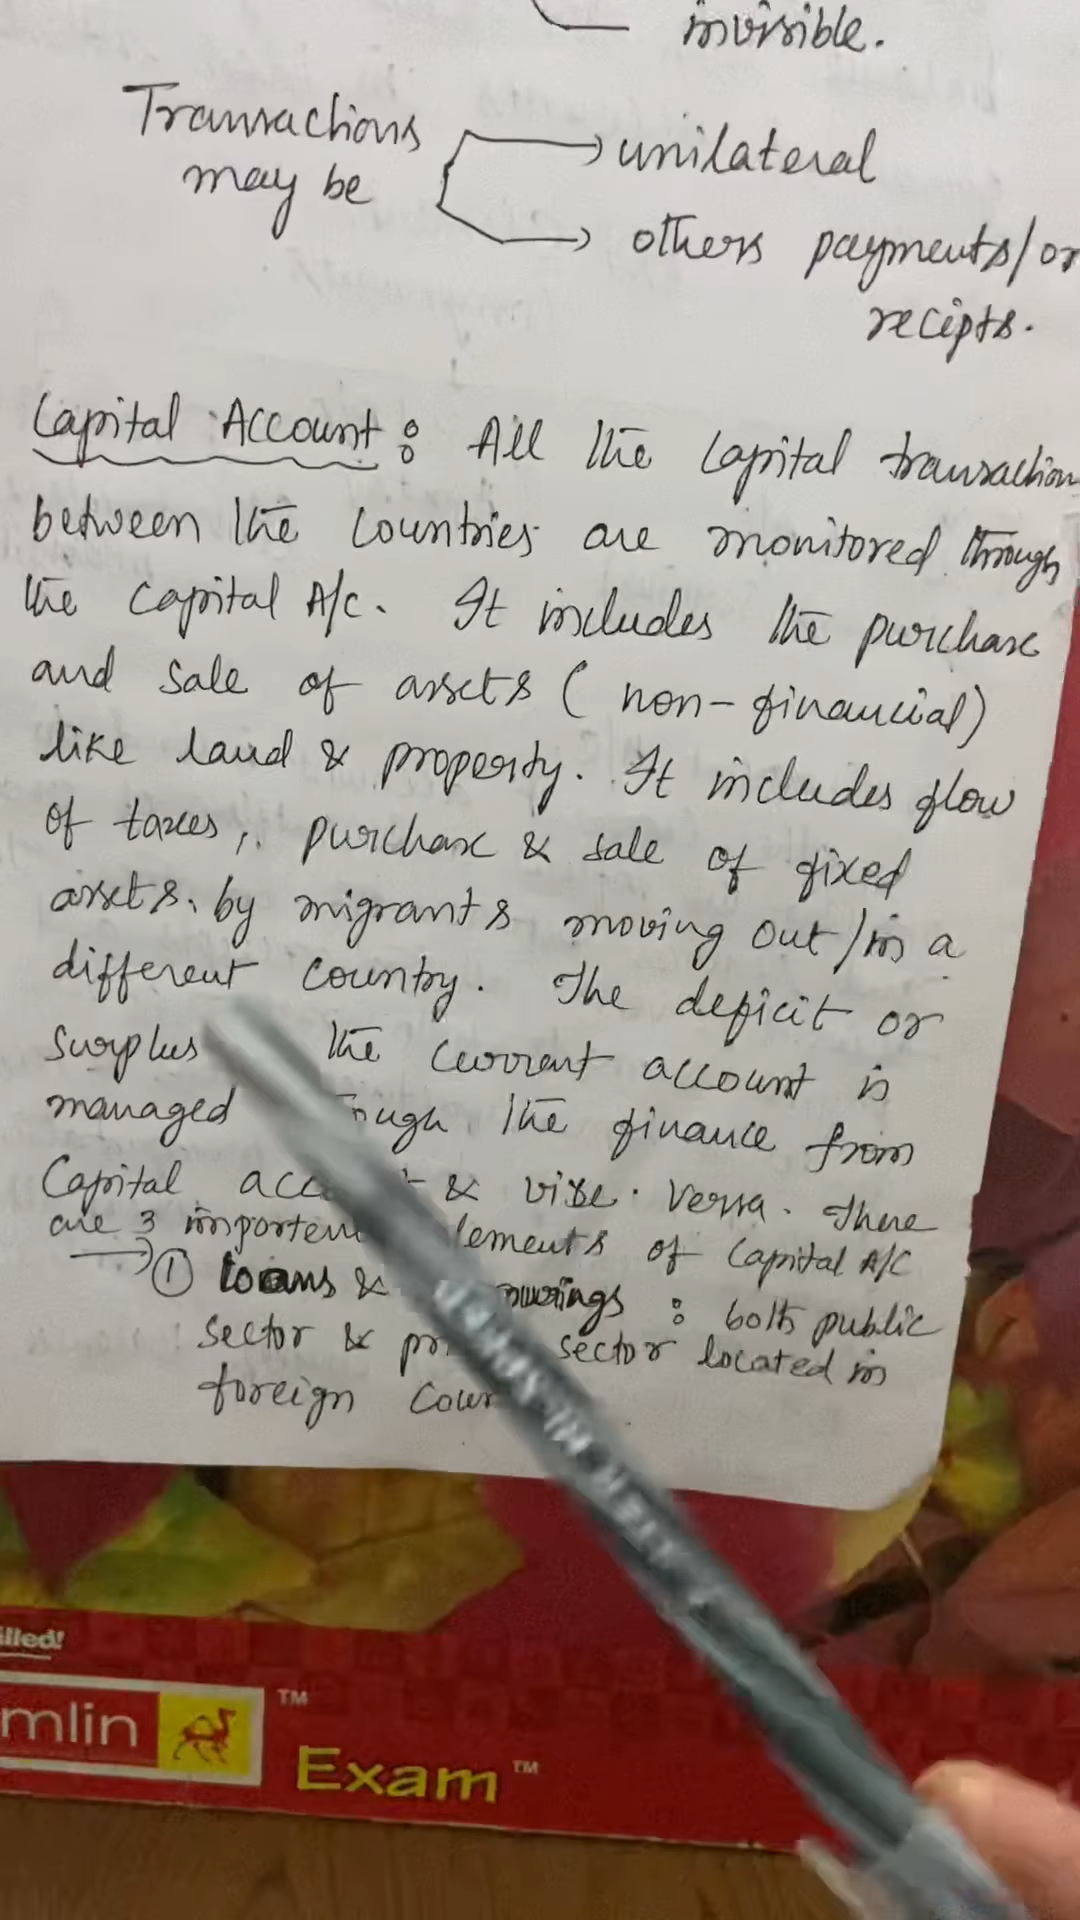 invisible.
Transactions
may be
unilateral
others payments/or
recipts.
Capital Account: All the Capital transaction
between the Countries are monitored through
the Capital A/c. It includes the purchase
and sale of assets (non-financial)
like land & property. It includes flow
of taxes, purchase & sale of fixed
assets, by migrants moving out/in a
different Country. The deficit or
surplus the current account is
managed the finance from
Capital & vise versa. There
are 3 of Capital A/C
① loans & : both public
sector & sector located in
foreign
illed!
mlin
TM
Exam TM